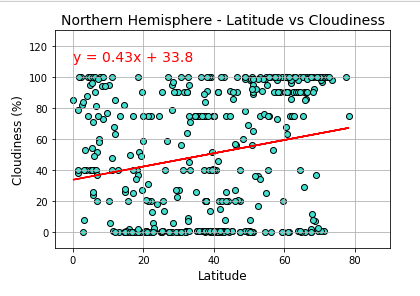 Northern Hemisphere - Latitude vs Cloudiness
y = 0.43x + 33.8
Cloudiness (%)
120
100
80
60
40
20
0
0 20 40 60 80
Latitude